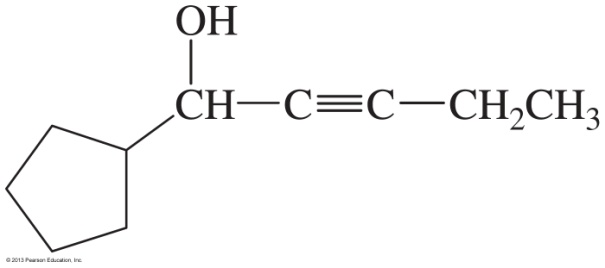 OH
CH—C≡C—CH₂CH₃
© 2013 Pearson Education, Inc.